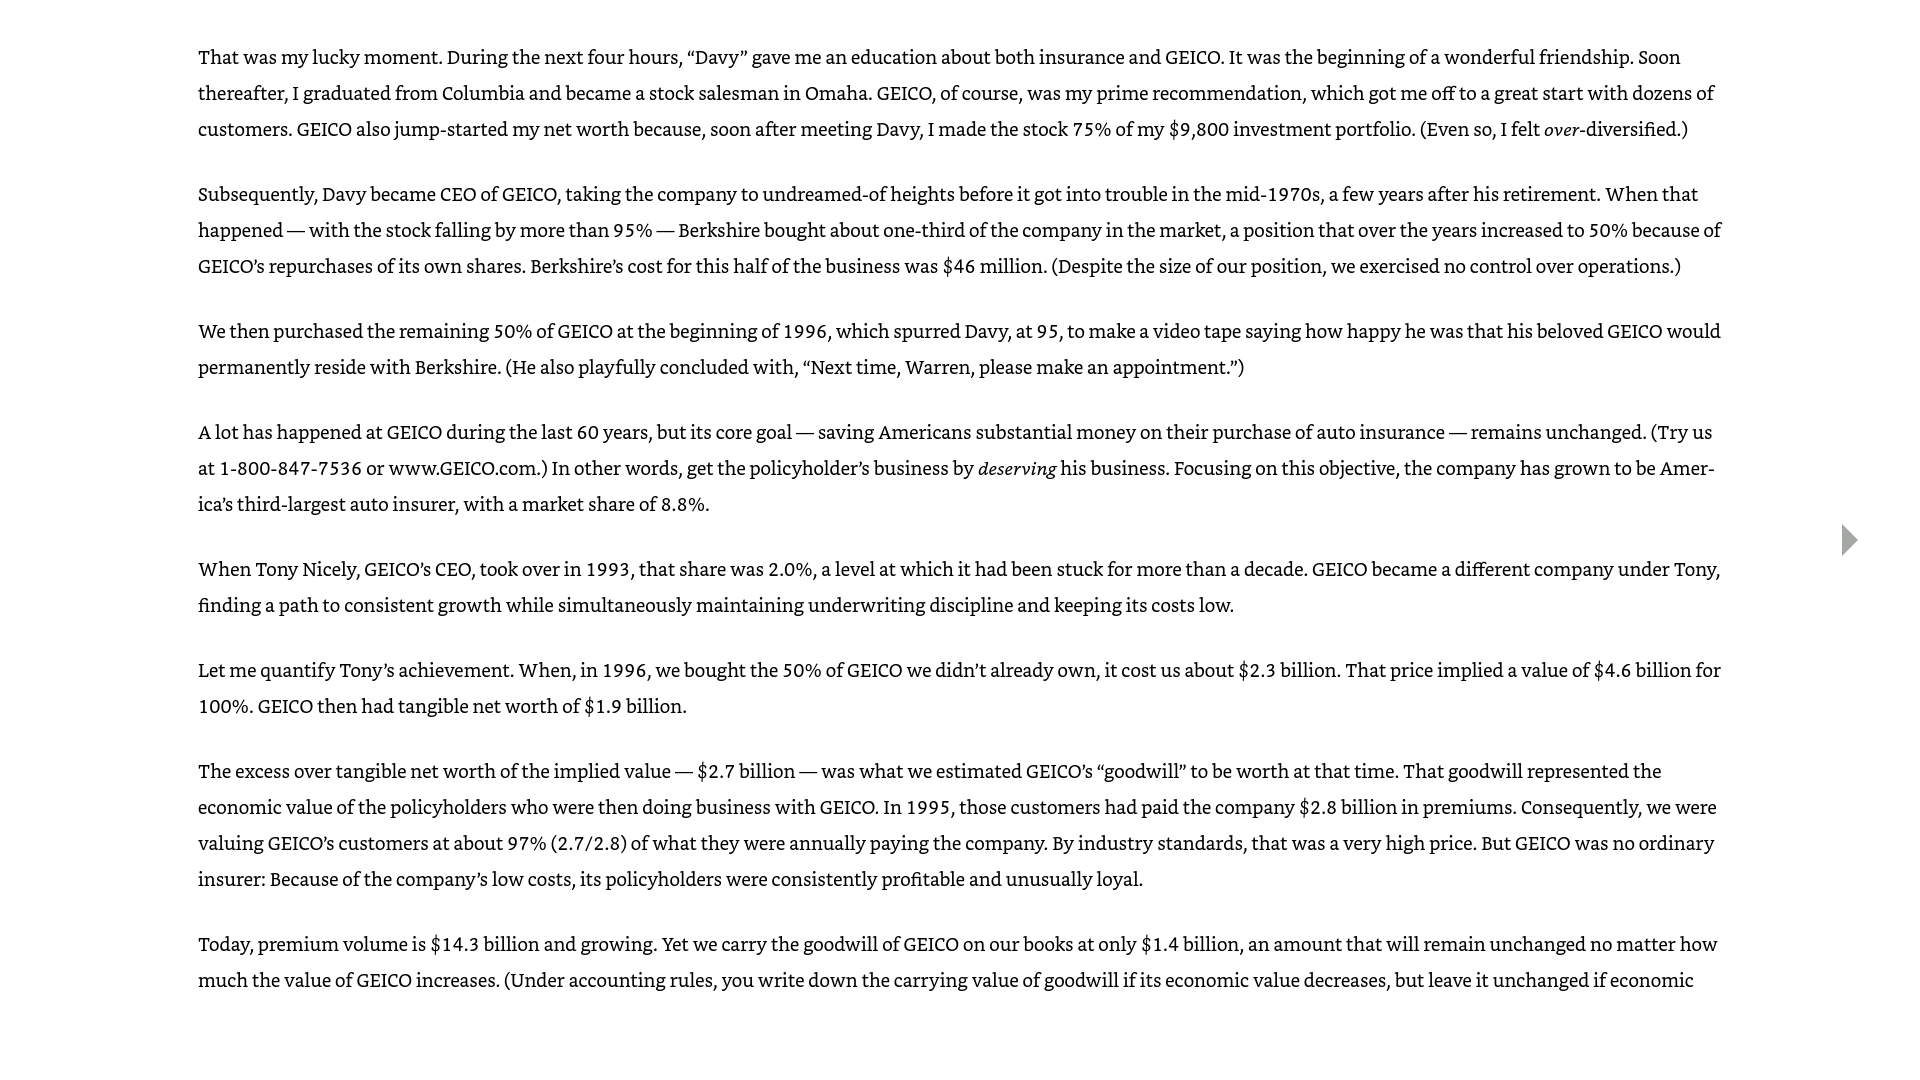 That was my lucky moment. During the next four hours, “Davy” gave me an education about both insurance and GEICO. It was the beginning of a wonderful friendship. Soon
thereafter, I graduated from Columbia and became a stock salesman in Omaha. GEICO, of course, was my prime recommendation, which got me off to a great start with dozens of
customers. GEICO also jump-started my net worth because, soon after meeting Davy, I made the stock 75% of my $9,800 investment portfolio. (Even so, I felt over-diversified.)
Subsequently, Davy became CEO of GEICO, taking the company to undreamed-of heights before it got into trouble in the mid-1970s, a few years after his retirement. When that
happened — with the stock falling by more than 95% — Berkshire bought about one-third of the company in the market, a position that over the years increased to 50% because of
GEICO’s repurchases of its own shares. Berkshire’s cost for this half of the business was $46 million. (Despite the size of our position, we exercised no control over operations.)
We then purchased the remaining 50% of GEICO at the beginning of 1996, which spurred Davy, at 95, to make a video tape saying how happy he was that his beloved GEICO would
permanently reside with Berkshire. (He also playfully concluded with, “Next time, Warren, please make an appointment.”)
A lot has happened at GEICO during the last 60 years, but its core goal — saving Americans substantial money on their purchase of auto insurance — remains unchanged. (Try us
at 1-800-847-7536 or www.GEICO.com.) In other words, get the policyholder’s business by deserving his business. Focusing on this objective, the company has grown to be Amer-
ica’s third-largest auto insurer, with a market share of 8.8%.
When Tony Nicely, GEICO’s CEO, took over in 1993, that share was 2.0%, a level at which it had been stuck for more than a decade. GEICO became a different company under Tony,
finding a path to consistent growth while simultaneously maintaining underwriting discipline and keeping its costs low.
Let me quantify Tony’s achievement. When, in 1996, we bought the 50% of GEICO we didn’t already own, it cost us about $2.3 billion. That price implied a value of $4.6 billion for
100%. GEICO then had tangible net worth of $1.9 billion.
The excess over tangible net worth of the implied value — $2.7 billion — was what we estimated GEICO’s “goodwill” to be worth at that time. That goodwill represented the
economic value of the policyholders who were then doing business with GEICO. In 1995, those customers had paid the company $2.8 billion in premiums. Consequently, we were
valuing GEICO’s customers at about 97% (2.7/2.8) of what they were annually paying the company. By industry standards, that was a very high price. But GEICO was no ordinary
insurer: Because of the company’s low costs, its policyholders were consistently profitable and unusually loyal.
Today, premium volume is $14.3 billion and growing. Yet we carry the goodwill of GEICO on our books at only $1.4 billion, an amount that will remain unchanged no matter how
much the value of GEICO increases. (Under accounting rules, you write down the carrying value of goodwill if its economic value decreases, but leave it unchanged if economic